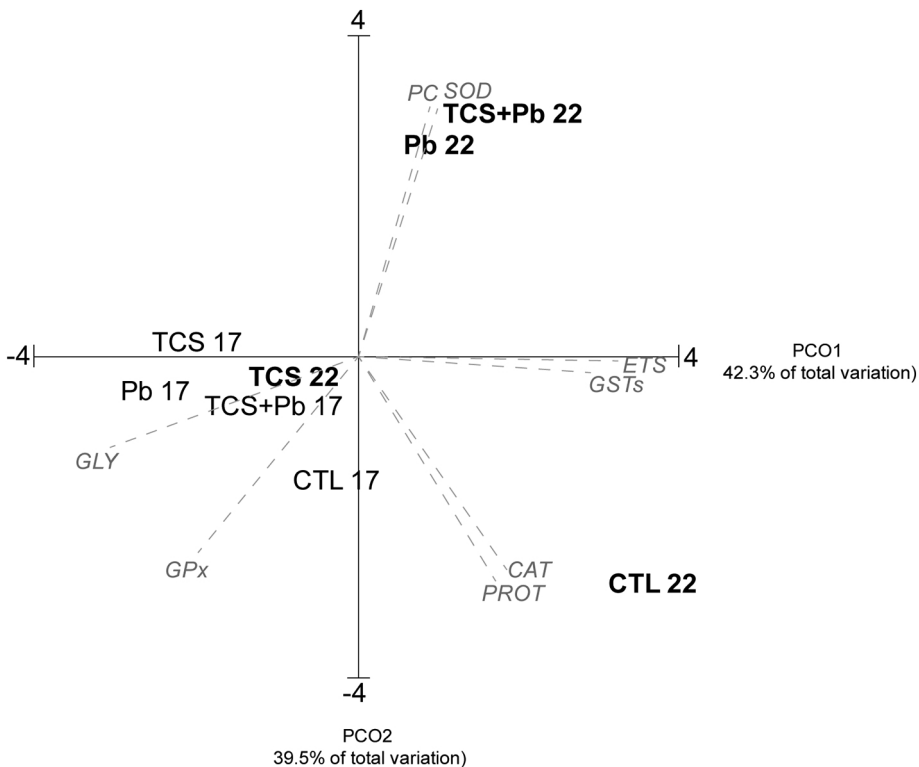 4
PC SOD
TCS+Pb 22
Pb 22
TCS 17
-4
4
ETS
PCO1
42.3% of total variation)
TCS 22
GSTs
Pb 17
TCS+Pb 17
GLY
CTL 17
GPx
CAT
CTL 22
PROT
-4
PCO2
39.5% of total variation)